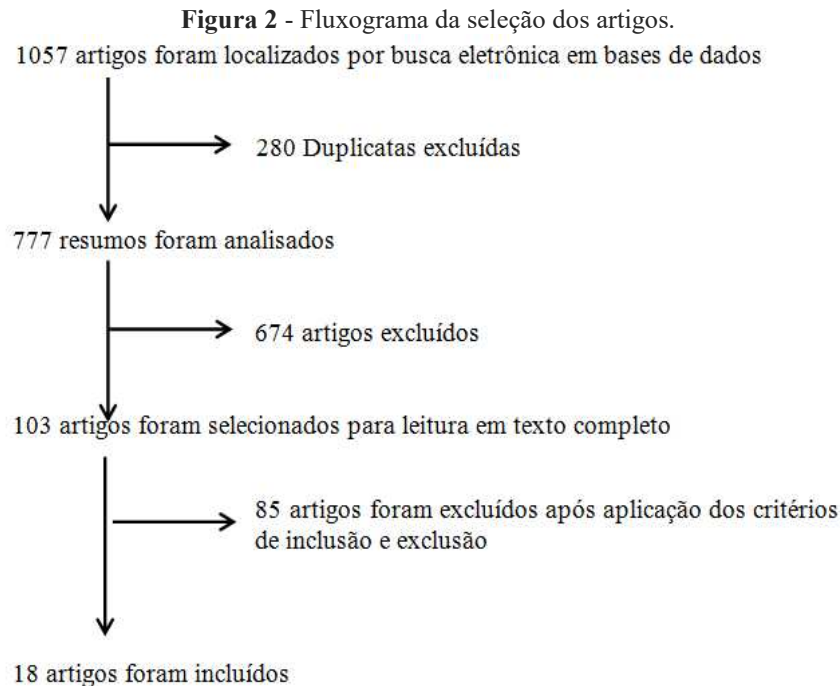 Figura 2 - Fluxograma da seleção dos artigos.
1057 artigos foram localizados por busca eletrônica em bases de dados
280 Duplicatas excluídas
777 resumos foram analisados
674 artigos excluídos
103 artigos foram selecionados para leitura em texto completo
85 artigos foram excluídos após aplicação dos critérios
de inclusão e exclusão
18 artigos foram incluídos